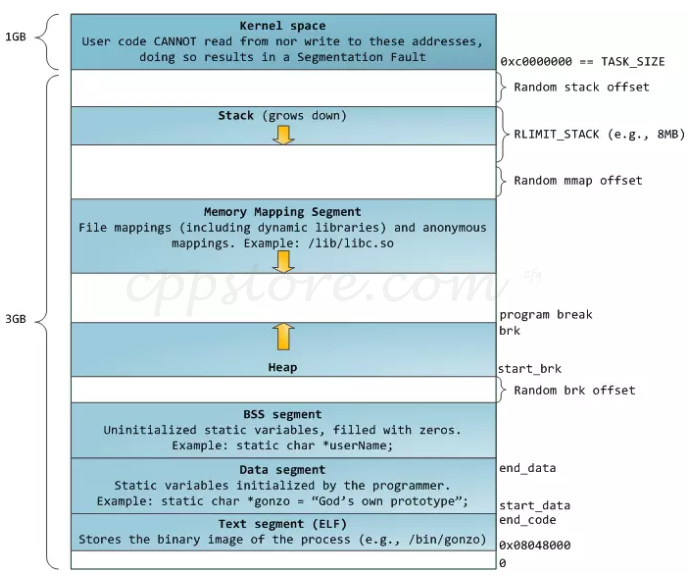 Kernel space
1GB
User code CANNOT read from nor write to these addresses,
doing so results in a Segmentation Fault
0xc0000000 == TASK_SIZE
Random stack offset
Stack (grows down)
RLIMIT_STACK (e.g., 8MB)
Random mmap offset
Memory Mapping Segment
File mappings (including dynamic libraries) and anonymous
mappings. Example: /lib/libc.so
cppstore.com zfq
3GB
program break
brk
Heap
start_brk
Random brk offset
BSS segment
Uninitialized static variables, filled with zeros.
Example: static char *userName;
Data segment
end_data
Static variables initialized by the programmer.
Example: static char *gonzo = “God’s own prototype”;
start_data
end_code
Text segment (ELF)
Stores the binary image of the process (e.g., /bin/gonzo)
0x08048000
0